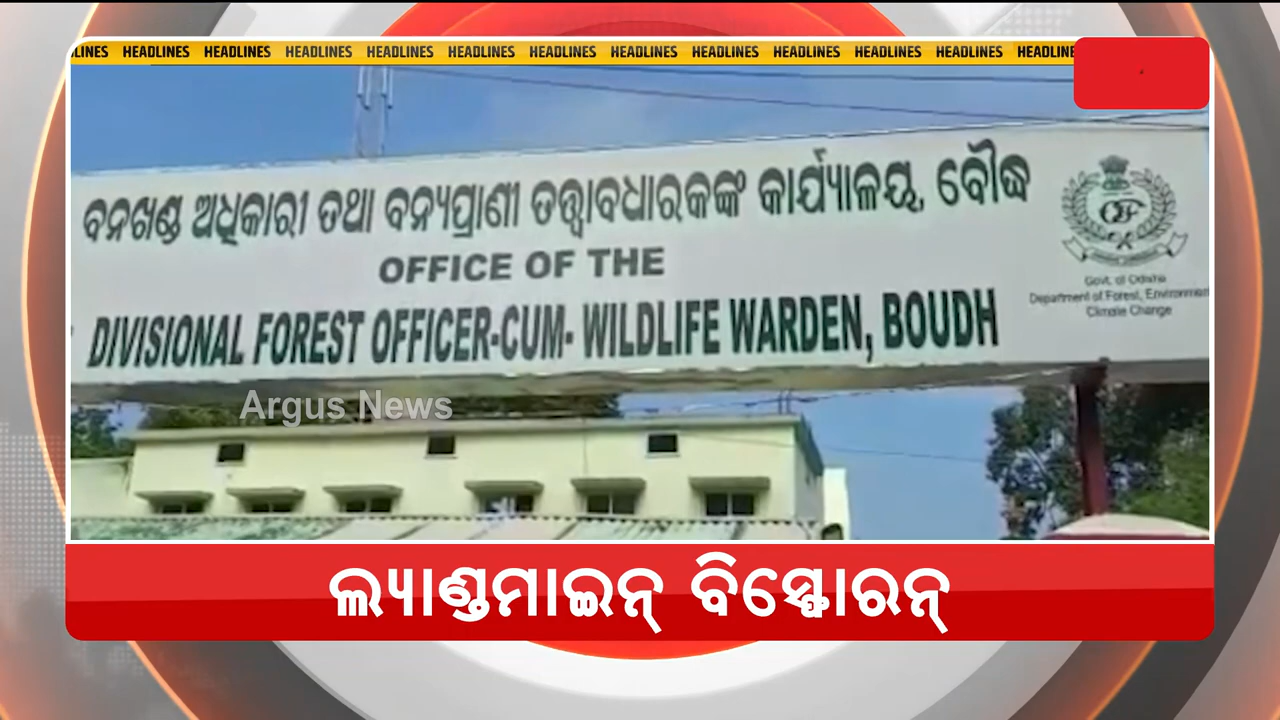 HEADLINES HEADLINES HEADLINES HEADLINES HEADLINES HEADLINES HEADLINES HEADLINES HEADLINES HEADLINES HEADLINES
ବନଖଣ୍ଡ ଅଧିକାରୀ ତଥା ବନ୍ୟପ୍ରାଣୀ ତତ୍ତ୍ୱାବଧାରକଙ୍କ କାର୍ଯ୍ୟାଳୟ, ବୌଦ୍ଧ
OFFICE OF THE
DIVISIONAL FOREST OFFICER-CUM- WILDLIFE WARDEN, BOUDH
Govt. of Odisha
Department of Forest, Environment
Climate Change
Argus News
ଲ୍ୟାଣ୍ଡମାଇନ୍ ବିସ୍ଫୋରନ୍